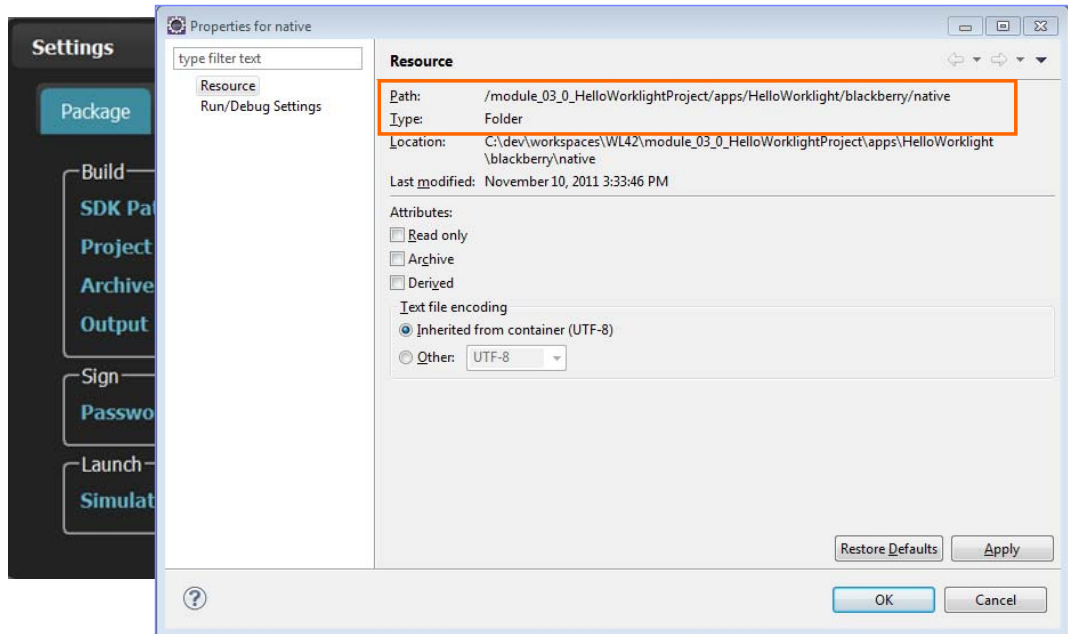 Settings
Package
Build
SDK Pat
Project
Archive
Output
Sign
Passwo
Launch
Simulat
Properties for native
type filter text
Resource
Run/Debug Settings
Resource
Path: /module_03_0_HelloWorklightProject/apps/HelloWorklight/blackberry/native
Type: Folder
Location: C:\dev\workspaces\WL42\module_03_0_HelloWorklightProject\apps\HelloWorklight
\blackberry\native
Last modified: November 10, 2011 3:33:46 PM
Attributes:
Read only
Archive
Derived
Text file encoding
Inherited from container (UTF-8)
Other: UTF-8
Restore Defaults Apply
? OK Cancel